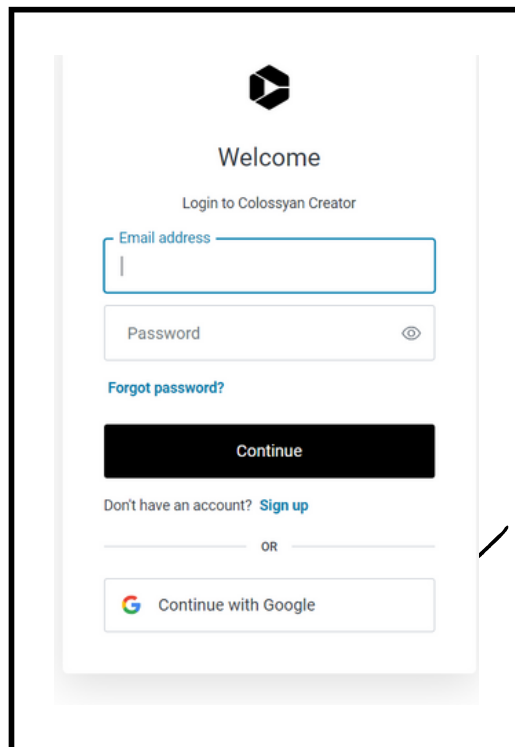 Welcome
Login to Colossyan Creator
Email address
Password
Forgot password?
Continue
Don't have an account? Sign up
OR
Continue with Google